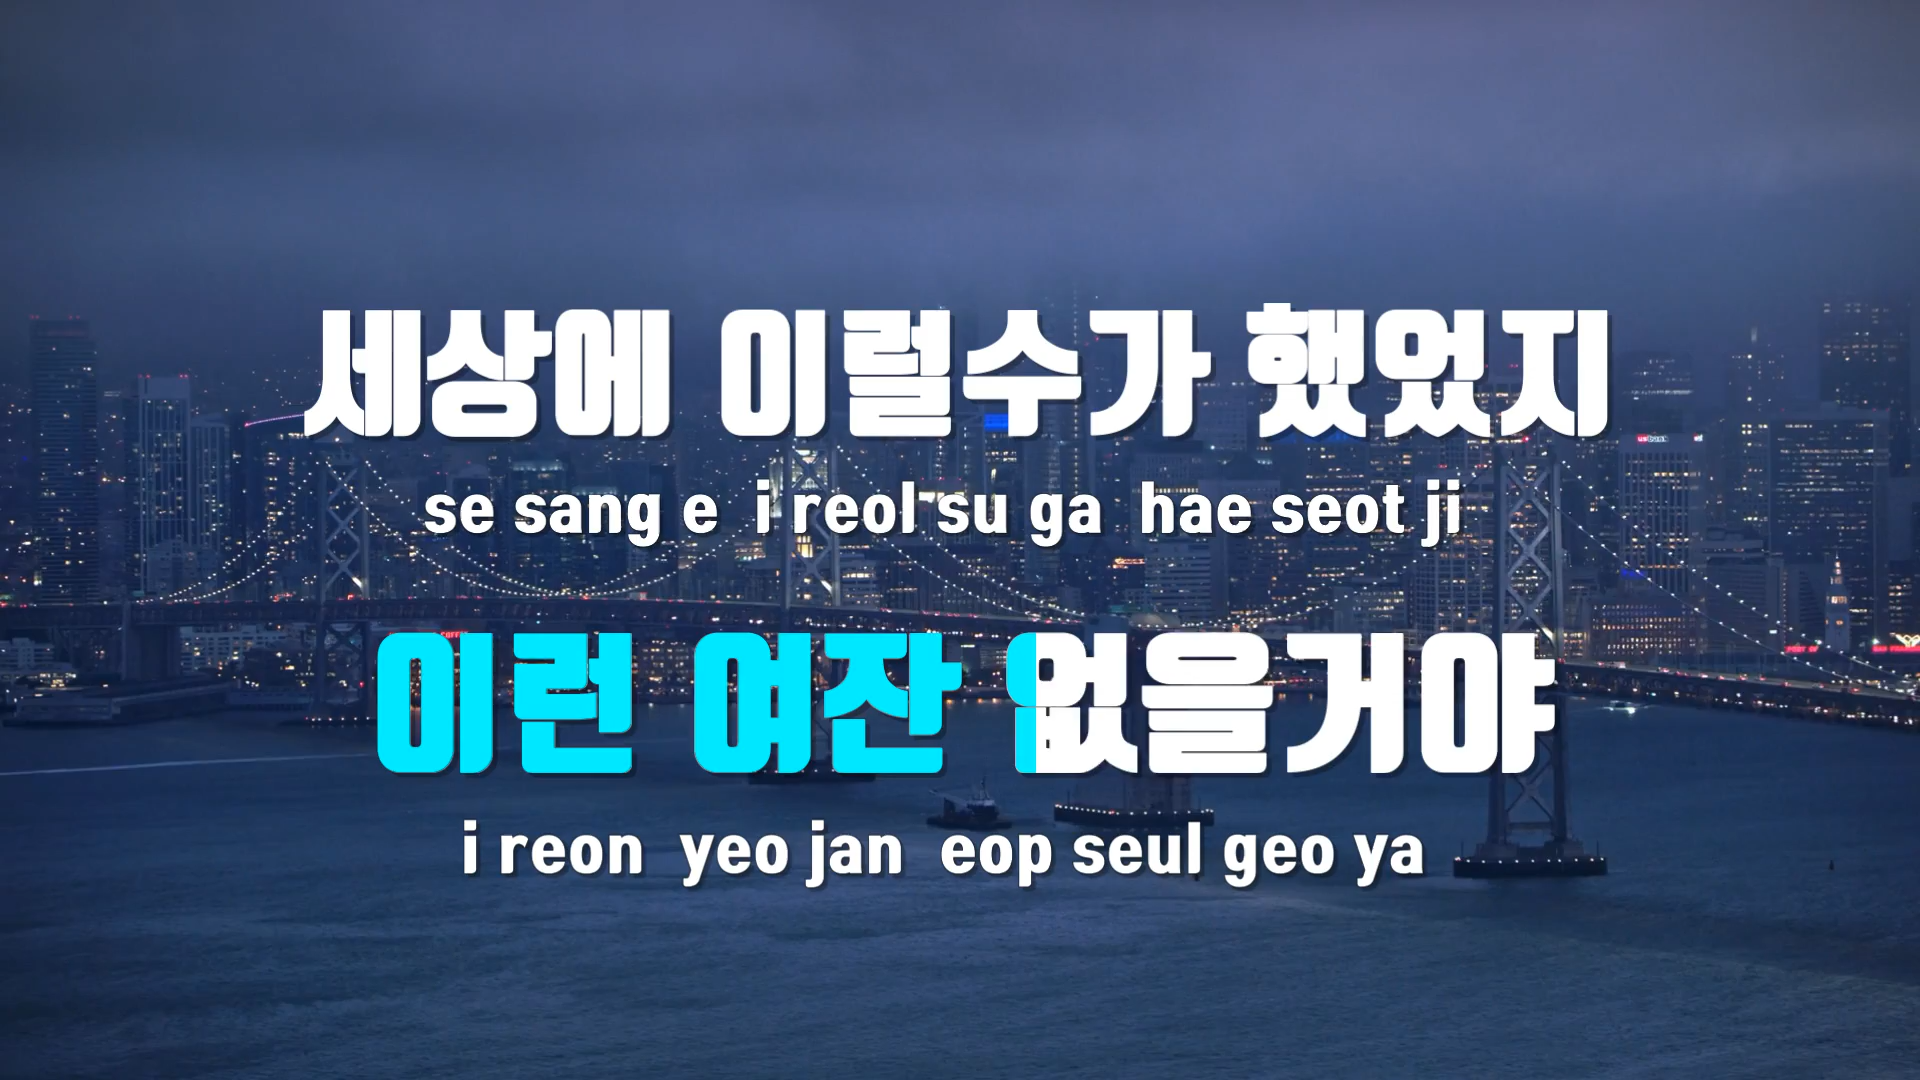 세상에 이럴수가 했었지
se sang e i reol su ga hae seot ji
이런 여잔 없을거야
i reon yeo jan eop seul geo ya